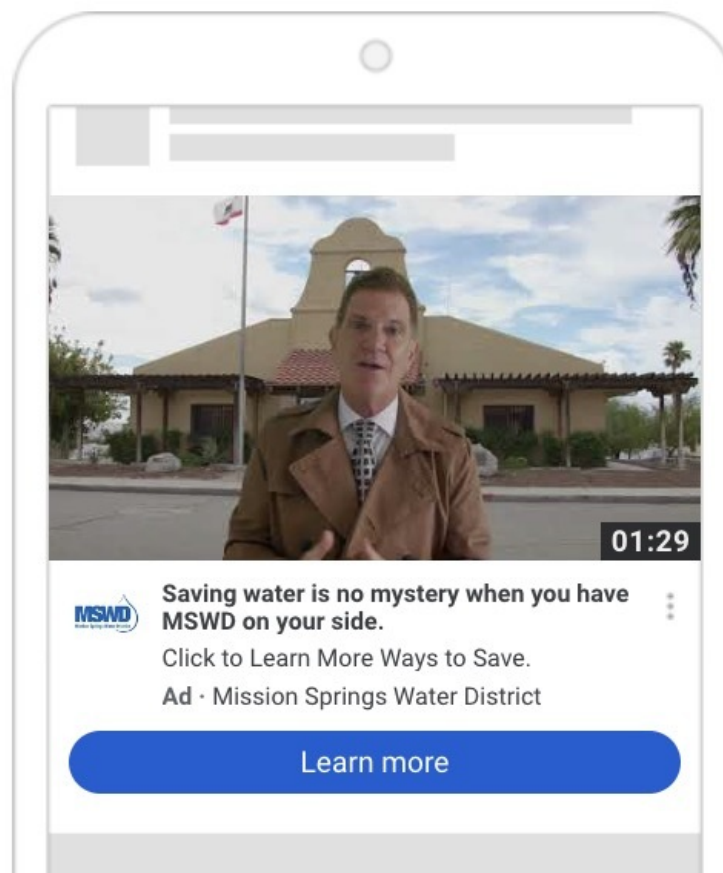 01:29
MSWD
Saving water is no mystery when you have
MSWD on your side.
Click to Learn More Ways to Save.
Ad · Mission Springs Water District
Learn more